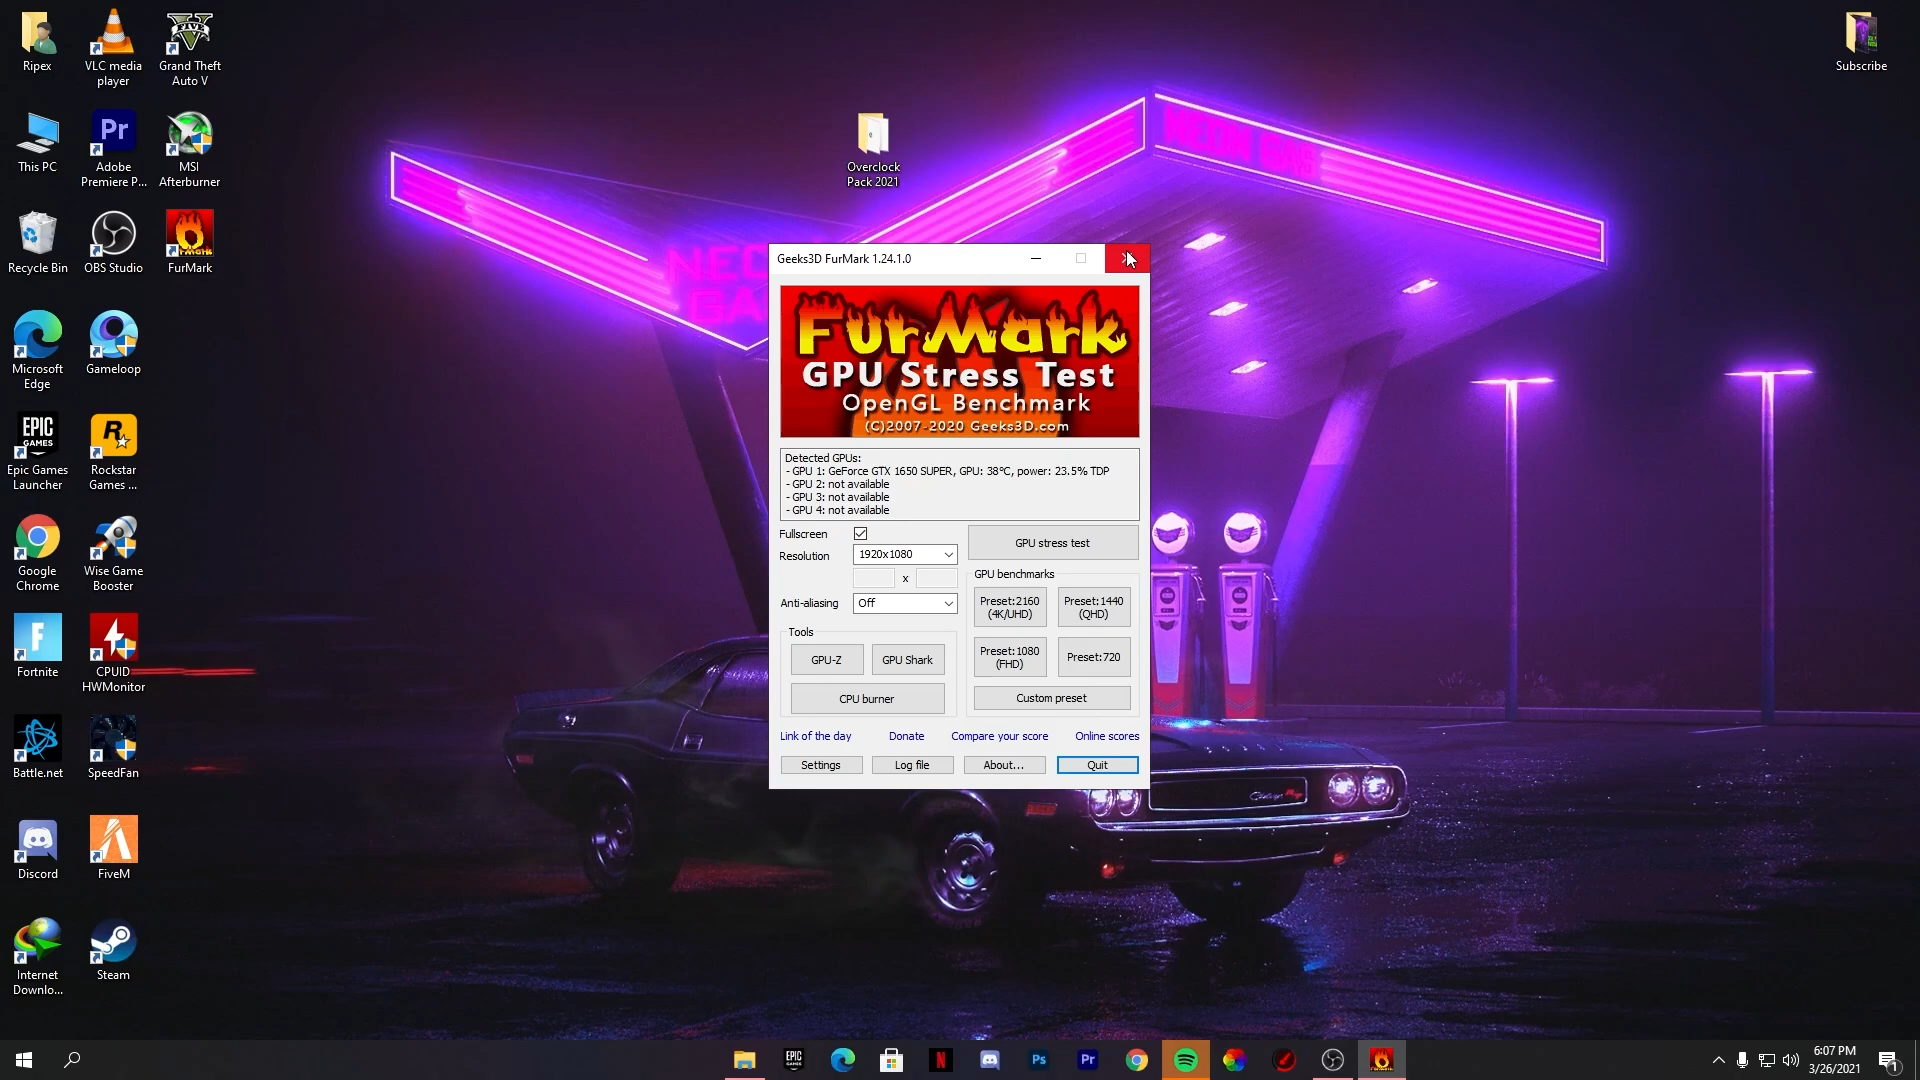 Ripex
VLC media
player
Grand Theft
Auto V
Subscribe
This PC
Adobe
Premiere P...
MSI
Afterburner
Overclock
Pack 2021
Recycle Bin
OBS Studio
FurMark
Microsoft
Edge
Gameloop
Epic Games
Launcher
Rockstar
Games ...
Google
Chrome
Wise Game
Booster
Fortnite
CPUID
HWMonitor
Battle.net
SpeedFan
Discord
FiveM
Internet
Downlo...
Steam
Geeks3D FurMark 1.24.1.0
FurMark
GPU Stress Test
OpenGL Benchmark
(C)2007-2020 Geeks3D.com
Detected GPUs:
- GPU 1: GeForce GTX 1650 SUPER, GPU: 38°C, power: 23.5% TDP
- GPU 2: not available
- GPU 3: not available
- GPU 4: not available
Fullscreen
GPU stress test
Resolution
1920x1080
x
GPU benchmarks
Anti-aliasing
Off
Preset:2160
(4K/UHD)
Preset:1440
(QHD)
Tools
GPU-Z
GPU Shark
Preset:1080
(FHD)
Preset:720
CPU burner
Custom preset
Link of the day
Donate
Compare your score
Online scores
Settings
Log file
About...
Quit
6:07 PM
3/26/2021